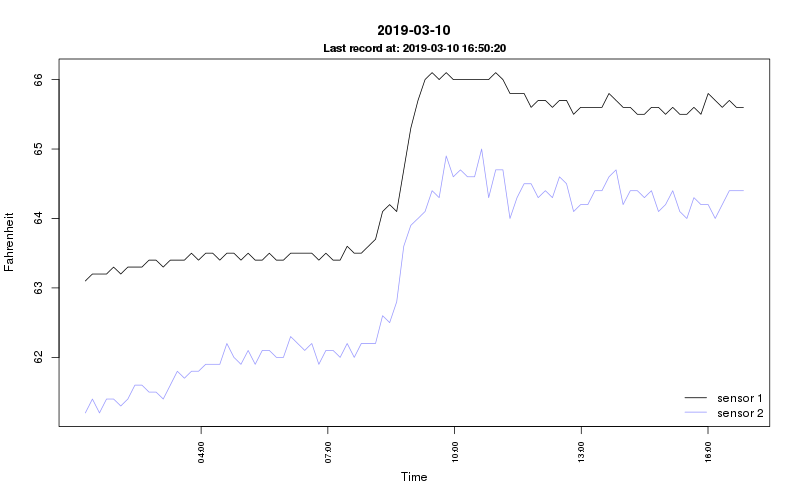 2019-03-10
Last record at: 2019-03-10 16:50:20
Fahrenheit
66
65
64
63
62
sensor 1
sensor 2
04:00
07:00
10:00
13:00
16:00
Time